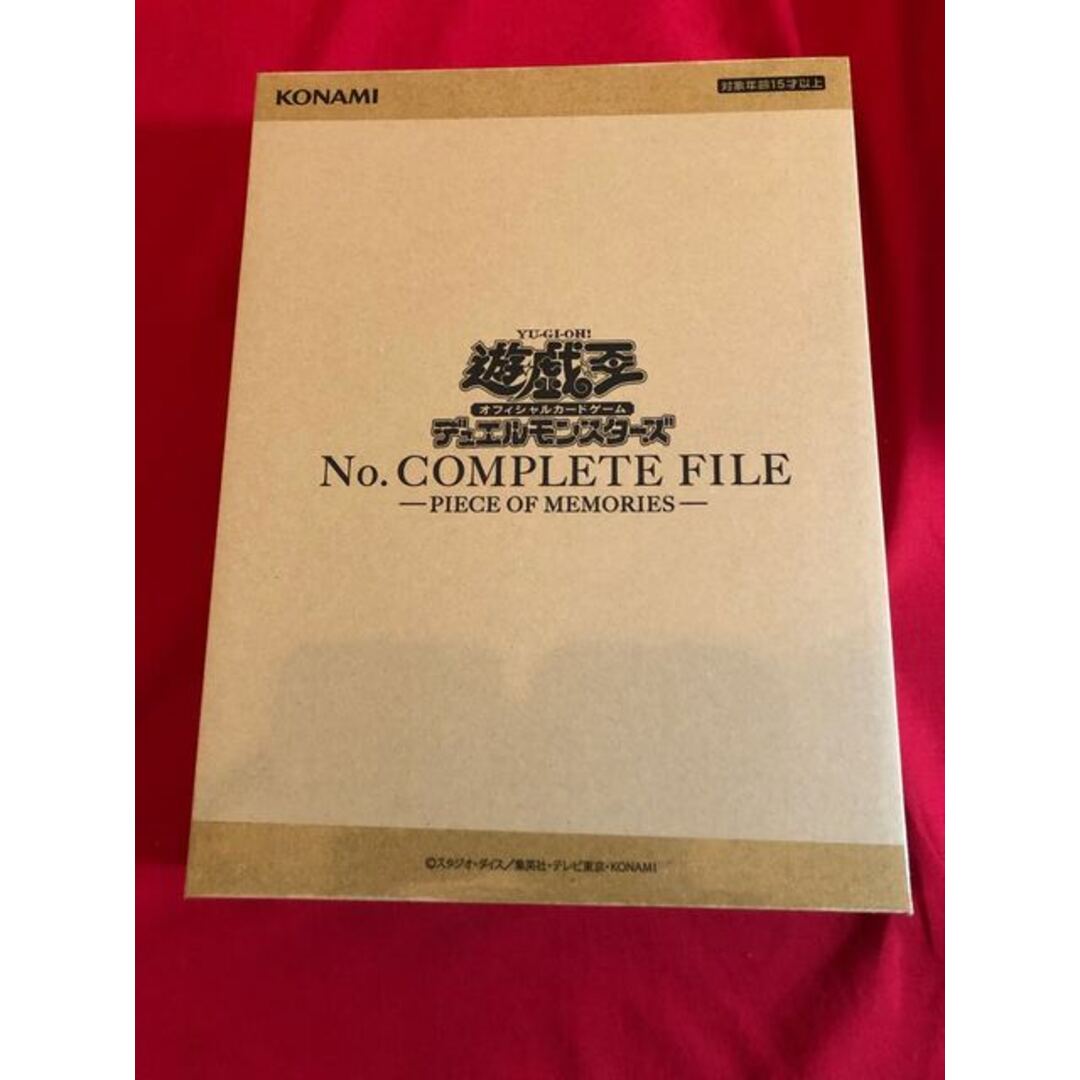 KONAMI
対象年齢15才以上
YU-GI-OH!
遊戯王
オフィシャルカードゲーム
デュエルモンスターズ
No. COMPLETE FILE
—PIECE OF MEMORIES—
©スタジオ・ダイス/集英社・テレビ東京・KONAMI